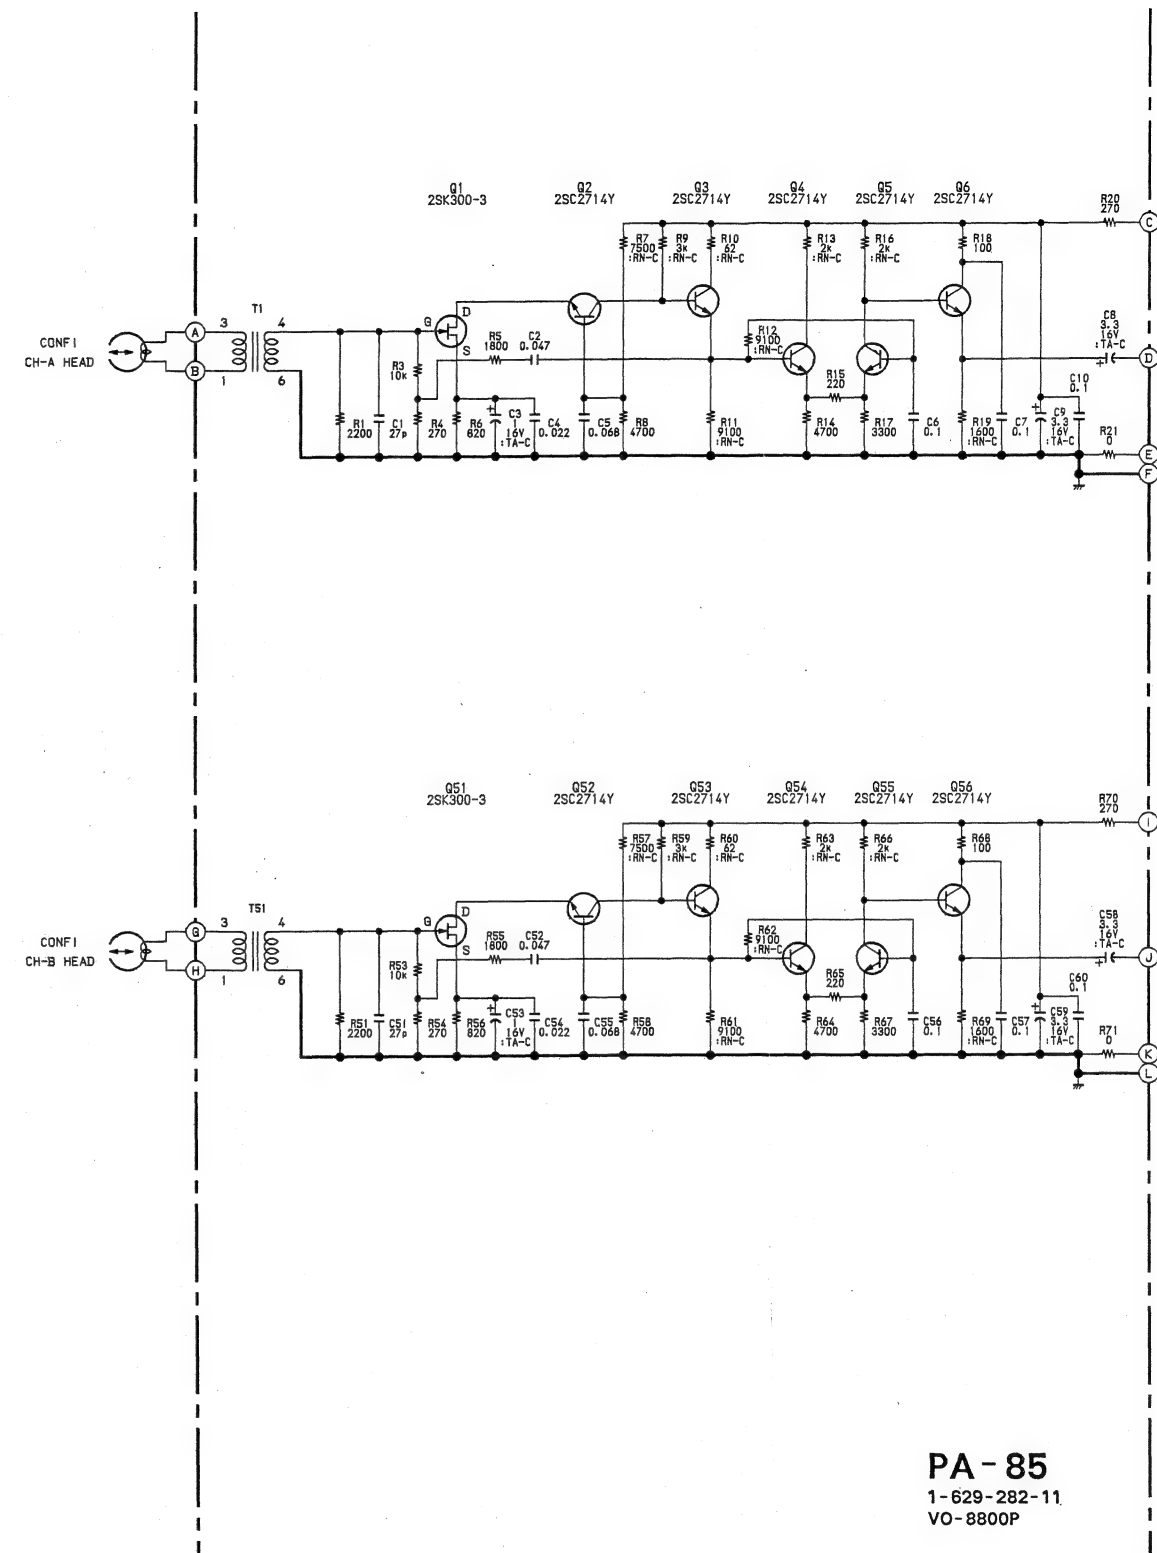 Q1
2SK300-3
Q2
2SC2714Y
Q3
2SC2714Y
Q4
2SC2714Y
Q5
2SC2714Y
Q6
2SC2714Y
R20
270
C
R7
7500
:RN-C
R9
3k
:RN-C
R10
62
:RN-C
R13
2k
:RN-C
R16
2k
:RN-C
R18
100
T1
CONFI
CH-A HEAD
A
B
3
1
4
6
G
D
S
R3
10k
R5
1800
C2
0.047
R12
9100
:RN-C
R15
220
C8
3.3
16V
:TA-C
+
D
C10
0.1
R1
2200
C1
27p
R4
270
R6
820
+
C3
1
16V
:TA-C
C4
0.022
C5
0.068
R8
4700
R11
9100
:RN-C
R14
4700
R17
3300
C6
0.1
R19
1600
:RN-C
C7
0.1
+
C9
3.3
16V
:TA-C
R21
0
E
F
Q51
2SK300-3
Q52
2SC2714Y
Q53
2SC2714Y
Q54
2SC2714Y
Q55
2SC2714Y
Q56
2SC2714Y
R70
270
I
R57
7500
:RN-C
R59
3k
:RN-C
R60
62
:RN-C
R63
2k
:RN-C
R66
2k
:RN-C
R68
100
T51
CONFI
CH-B HEAD
G
H
3
1
4
6
G
D
S
R53
10k
R55
1800
C52
0.047
R62
9100
:RN-C
R65
220
C58
3.3
16V
:TA-C
+
J
C60
0.1
R51
2200
C51
27p
R54
270
R56
820
+
C53
1
16V
:TA-C
C54
0.022
C55
0.068
R58
4700
R61
9100
:RN-C
R64
4700
R67
3300
C56
0.1
R69
1600
:RN-C
C57
0.1
+
C59
3.3
16V
:TA-C
R71
0
K
L
PA-85
1-629-282-11
VO-8800P